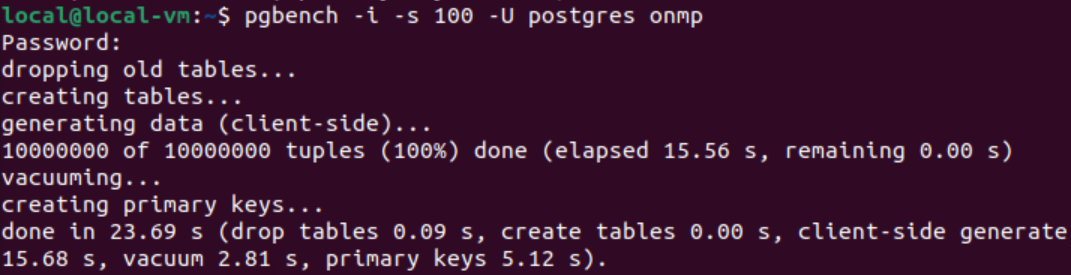 local@local-vm:~$ pgbench -i -s 100 -U postgres onmp
Password:
dropping old tables...
creating tables...
generating data (client-side)...
10000000 of 10000000 tuples (100%) done (elapsed 15.56 s, remaining 0.00 s)
vacuuming...
creating primary keys...
done in 23.69 s (drop tables 0.09 s, create tables 0.00 s, client-side generate
15.68 s, vacuum 2.81 s, primary keys 5.12 s).